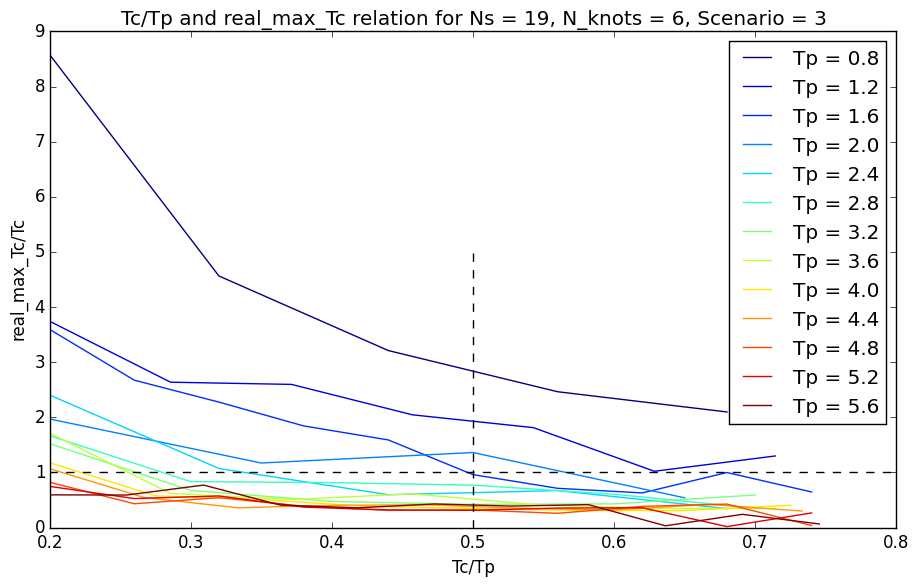 Tc/Tp and real_max_Tc relation for Ns = 19, N_knots = 6, Scenario = 3
9
8
7
6
5
4
3
2
1
0
real_max_Tc/Tc
Tp = 0.8
Tp = 1.2
Tp = 1.6
Tp = 2.0
Tp = 2.4
Tp = 2.8
Tp = 3.2
Tp = 3.6
Tp = 4.0
Tp = 4.4
Tp = 4.8
Tp = 5.2
Tp = 5.6
0.2 0.3 0.4 0.5 0.6 0.7 0.8
Tc/Tp